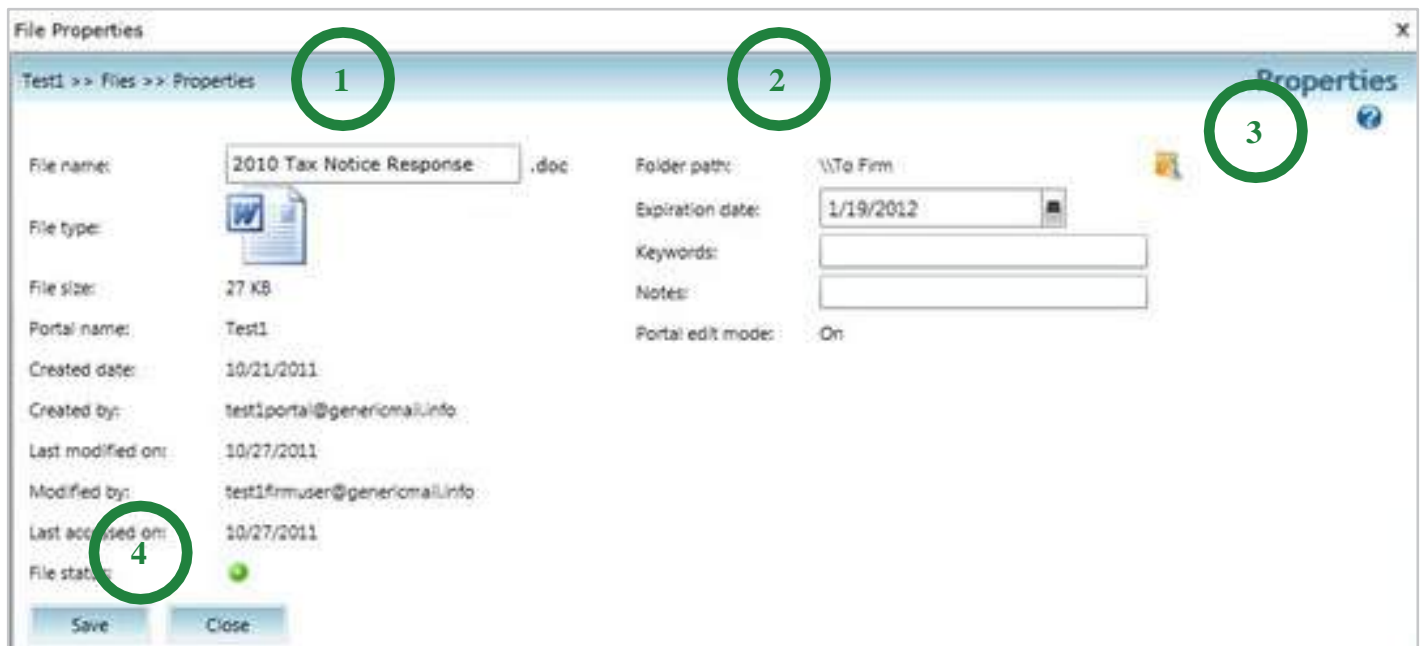 File Properties x
Test1 >> Files >> Properties 1 2 Properties
3
File name: 2010 Tax Notice Response .doc
File type: W
File size: 27 KB
Portal name: Test1
Created date: 10/21/2011
Created by: test1portal@genericmail.info
Last modified on: 10/27/2011
Modified by: test1firmuser@genericmail.info
Last accessed on: 10/27/2011
4
File status:
Save Close
Folder path: \\To Firm
Expiration date: 1/19/2012
Keywords:
Notes:
Portal edit mode: On